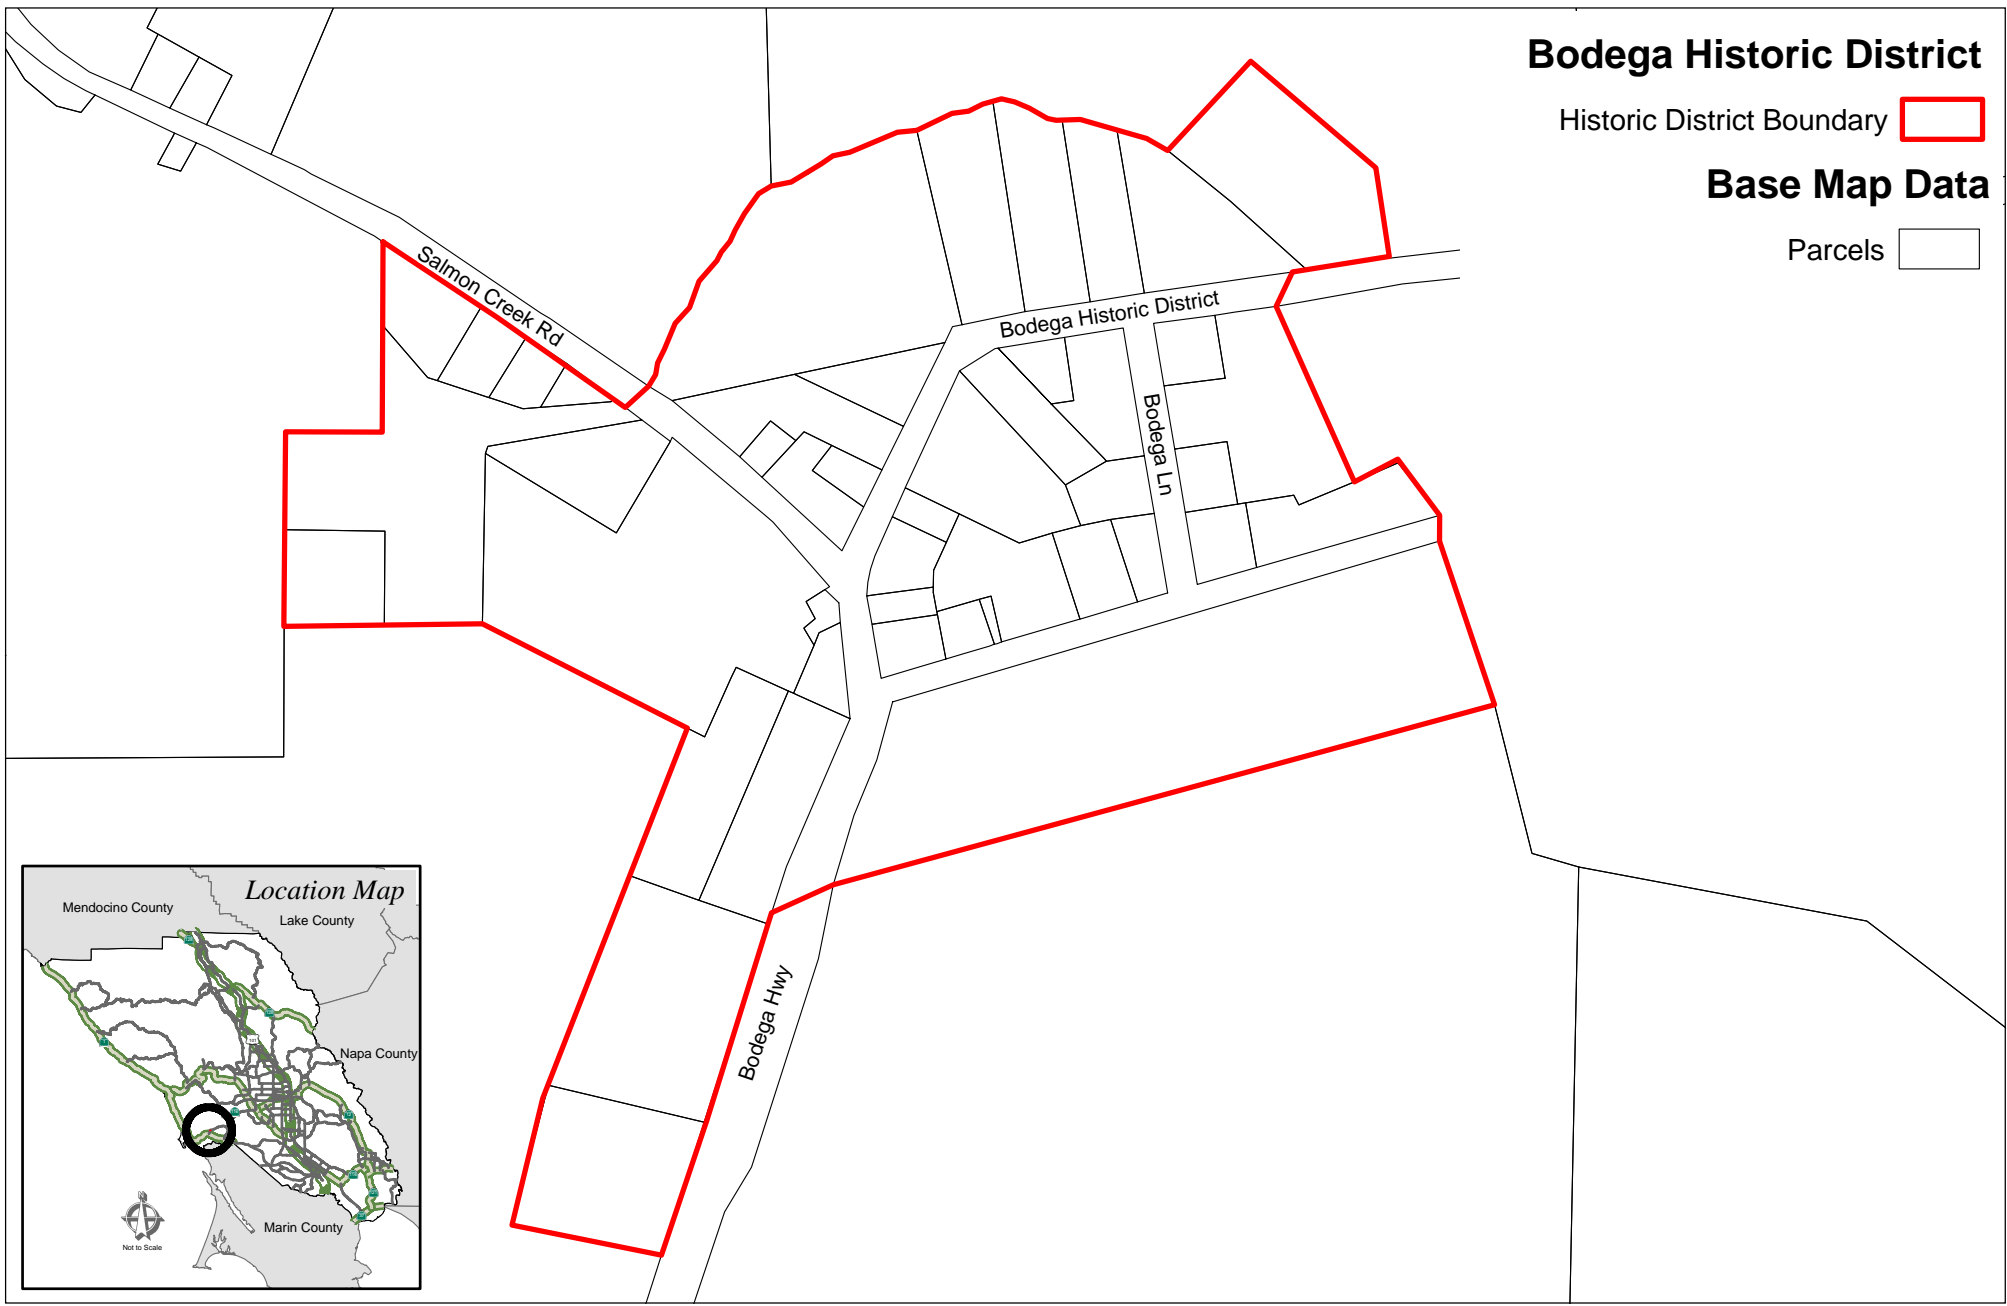 Bodega Historic District
Historic District Boundary
Base Map Data
Parcels
Salmon Creek Rd
Bodega Historic District
Bodega Ln
Bodega Hwy
Location Map
Mendocino County
Lake County
Napa County
Marin County
Not to Scale
101